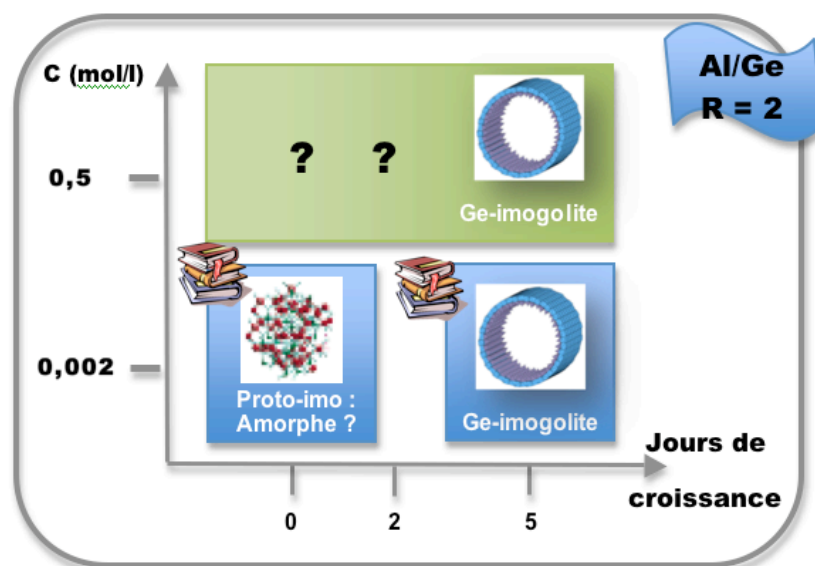 C (mol/l)
Al/Ge
R = 2
? ?
0,5
Ge-imogolite
0,002
Proto-imo :
Amorphe ?
Ge-imogolite
Jours de
croissance
0 2 5